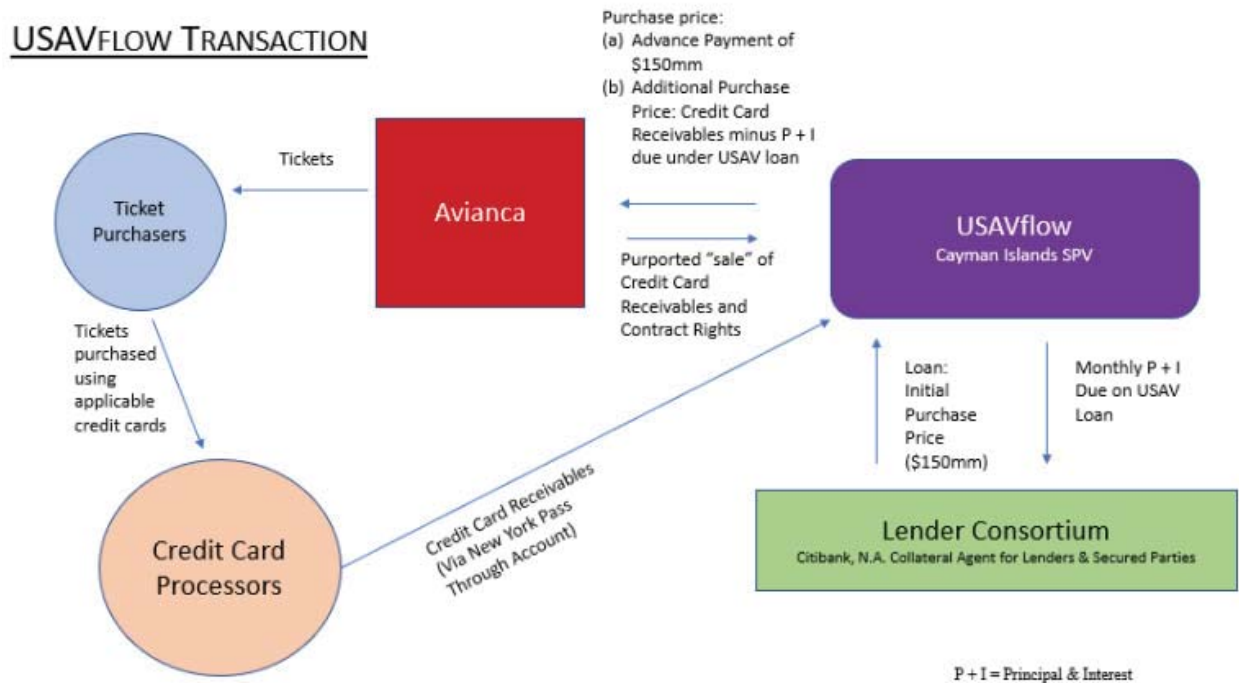 USAVFLOW TRANSACTION
Purchase price:
(a) Advance Payment of
$150mm
(b) Additional Purchase
Price: Credit Card
Receivables minus P + I
due under USAV loan
Tickets
Ticket
Purchasers
Avianca
USAVflow
Cayman Islands SPV
Purported "sale" of
Credit Card
Receivables and
Contract Rights
Tickets
purchased
using
applicable
credit cards
Loan:
Initial
Purchase
Price
($150mm)
Monthly P + I
Due on USAV
Loan
Credit Card Receivables
(Via New York Pass
Through Account)
Credit Card
Processors
Lender Consortium
Citibank, N.A. Collateral Agent for Lenders & Secured Parties
P + I = Principal & Interest